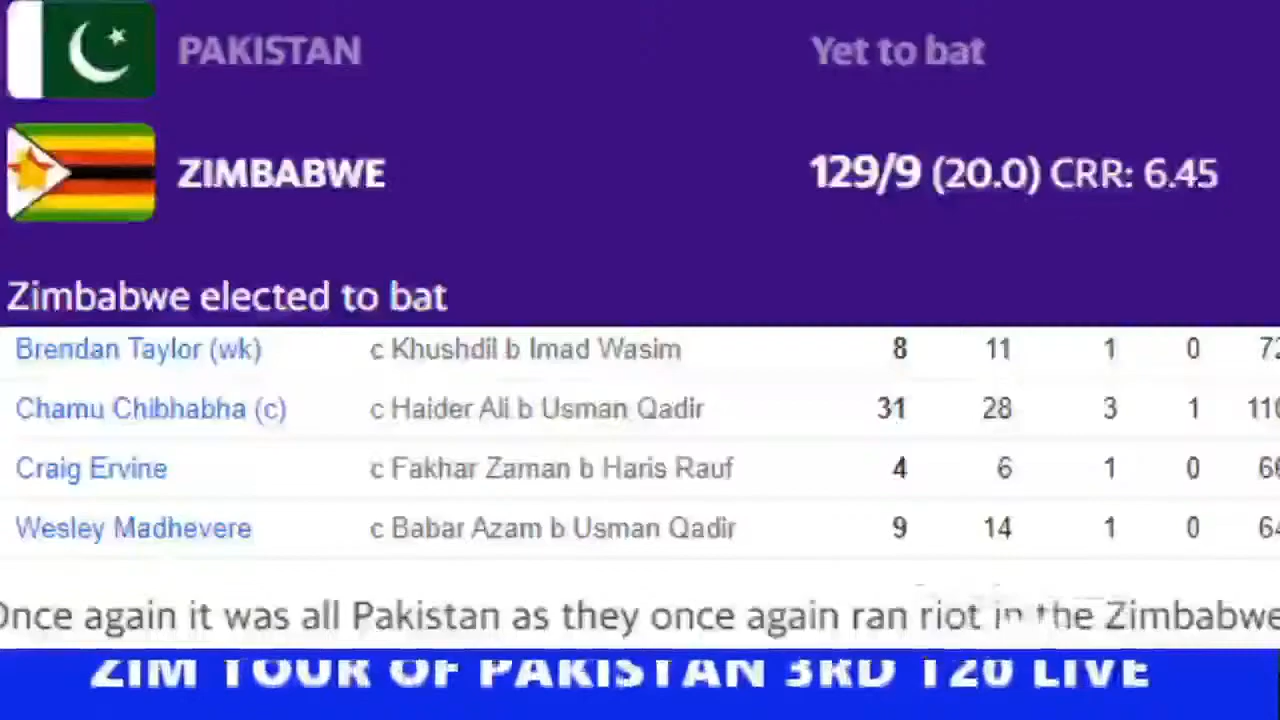 PAKISTAN Yet to bat
ZIMBABWE 129/9 (20.0) CRR: 6.45
Zimbabwe elected to bat
Brendan Taylor (wk) c Khushdil b Imad Wasim 8 11 1 0
Chamu Chibhabha (c) c Haider Ali b Usman Qadir 31 28 3 1
Craig Ervine c Fakhar Zaman b Haris Rauf 4 6 1 0
Wesley Madhevere c Babar Azam b Usman Qadir 9 14 1 0 64
Once again it was all Pakistan as they once again ran riot in the Zimbabwe
ZIM TOUR OF PAKISTAN 3RD T20 LIVE